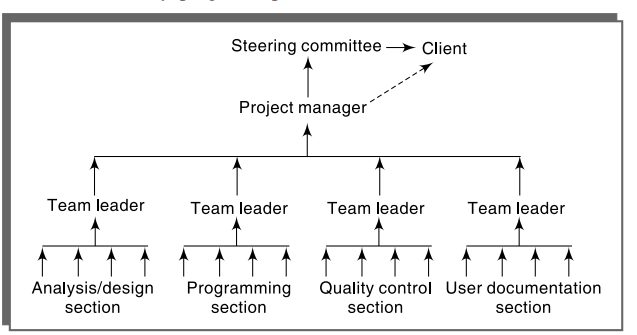 Steering committee Client
Project manager
Team leader Team leader Team leader Team leader
Analysis/design Programming Quality control User documentation
section section section section